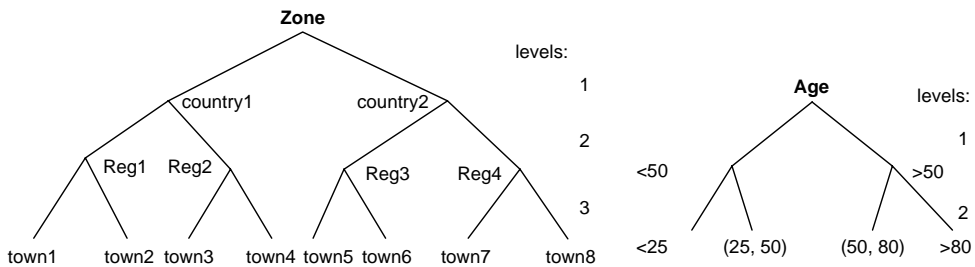 Zone
levels:
1
country1 country2
2
Reg1 Reg2 Reg3 Reg4
3
town1 town2 town3 town4 town5 town6 town7 town8
Age
levels:
1
<50 >50
2
<25 (25, 50) (50, 80) >80